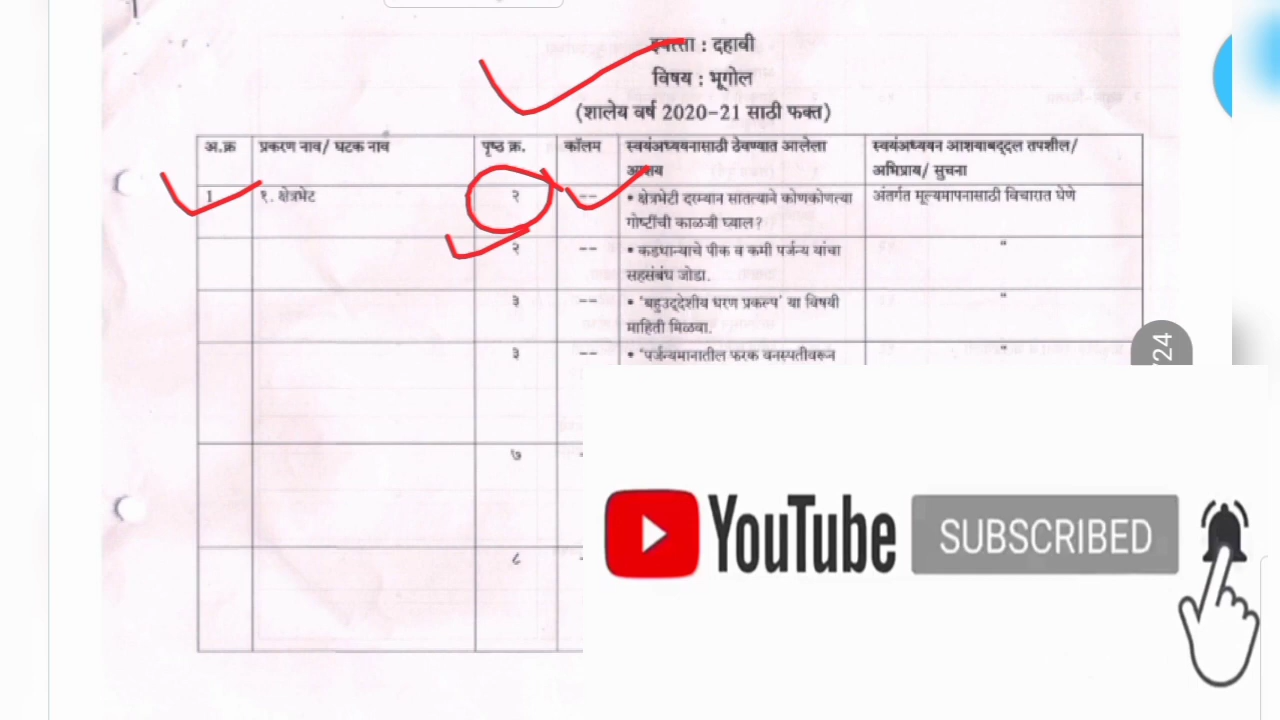 इयत्ता : दहावी
विषय : भूगोल
(शालेय वर्ष 2020-21 साठी फक्त)
अ.क्र प्रकरण नाव/ घटक नाव पृष्ठ क्र. कॉलम स्वयंअध्ययनासाठी ठेवण्यात आलेला आशय स्वयंअध्ययन आशयाबद्दल तपशील/ अभिप्राय/ सुचना
1 १. क्षेत्रभेट २ -- • क्षेत्रभेटी दरम्यान सातत्याने कोणकोणत्या गोष्टींची काळजी घ्याल? अंतर्गत मूल्यमापनासाठी विचारात घेणे
२ -- • कडधान्याचे पीक व कमी पर्जन्य यांचा सहसंबंध जोडा. "
३ -- • 'बहुउद्देशीय धरण प्रकल्प' या विषयी माहिती मिळवा. "
३ -- • 'पर्जन्यमानातील फरक वनस्पतीवरून "
७
८
/24
YouTube SUBSCRIBED